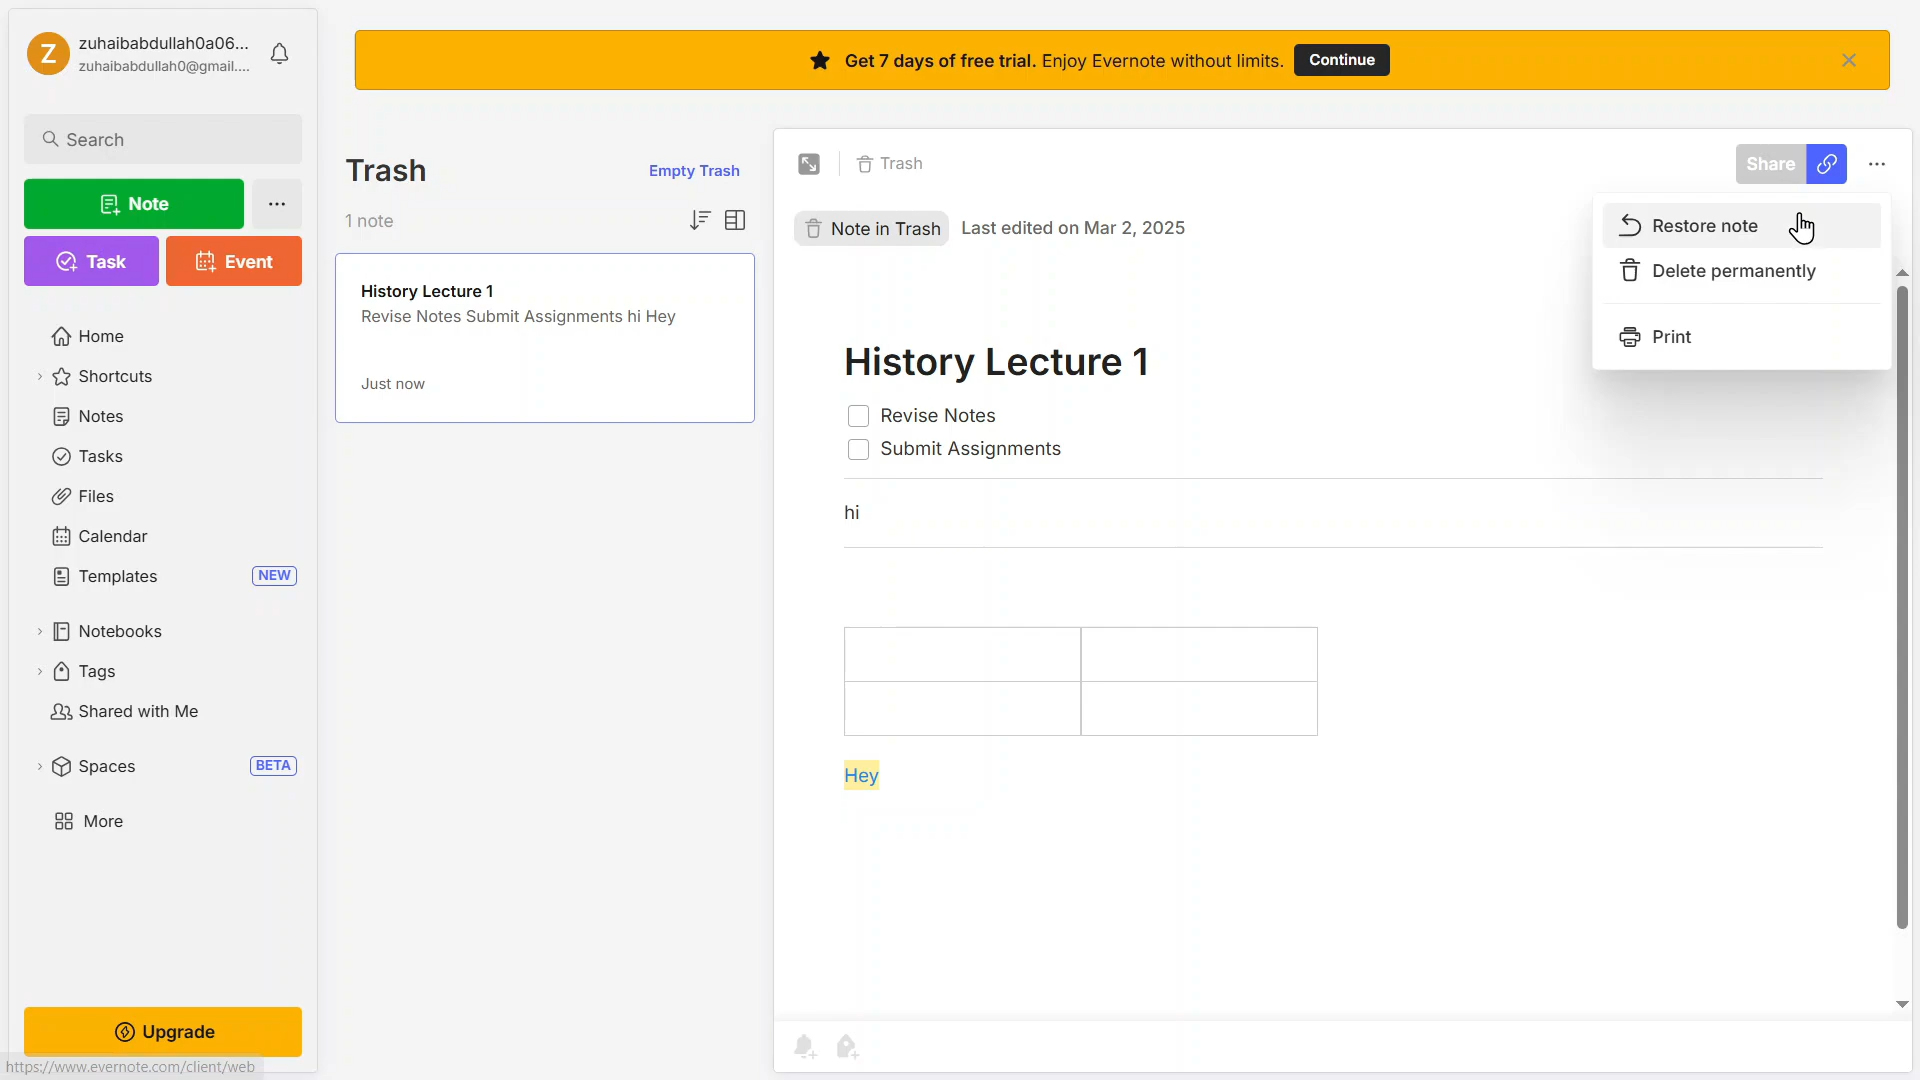 Z
zuhaibabdullah0a06...
zuhaibabdullah0@gmail....
Search
Note
Task
Event
Home
Shortcuts
Notes
Tasks
Files
Calendar
Templates
NEW
Notebooks
Tags
Shared with Me
Spaces
BETA
More
Upgrade
https://www.evernote.com/client/web
Get 7 days of free trial. Enjoy Evernote without limits.
Continue
Trash
Empty Trash
1 note
History Lecture 1
Revise Notes Submit Assignments hi Hey
Just now
Trash
Share
Note in Trash
Last edited on Mar 2, 2025
Restore note
Delete permanently
Print
History Lecture 1
Revise Notes
Submit Assignments
hi
Hey